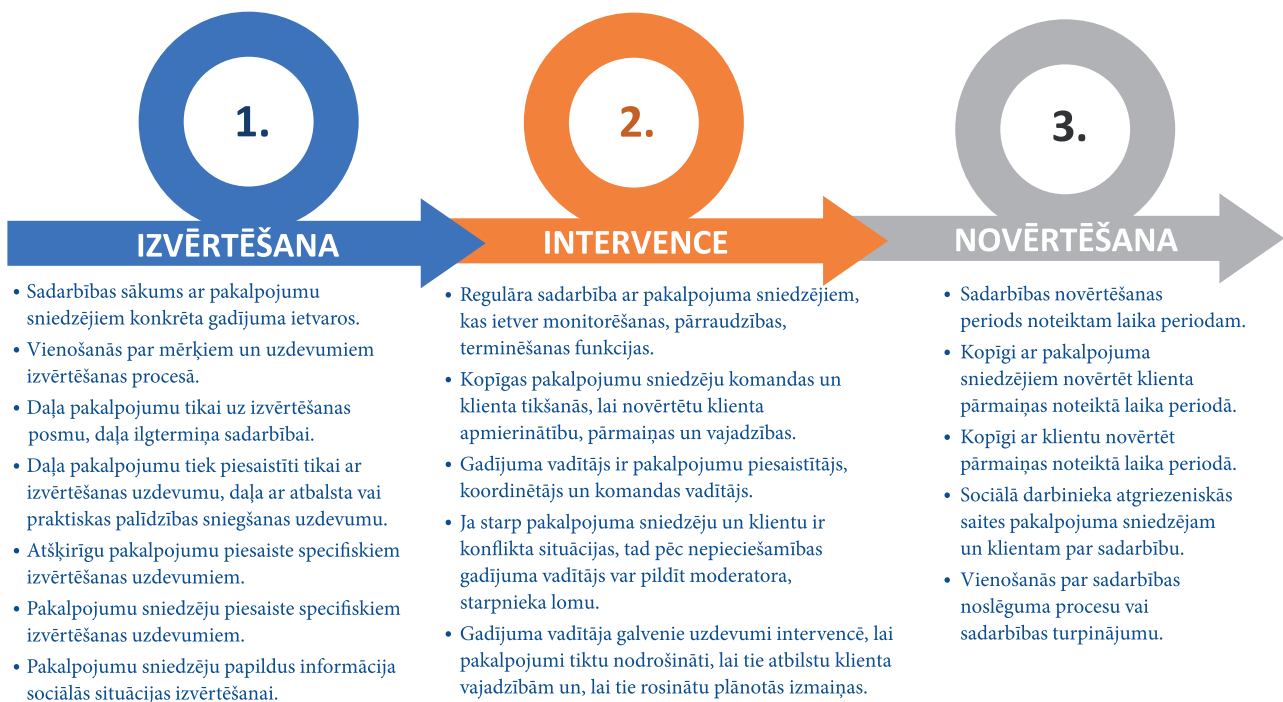 1.
IZVĒRTĒŠANA
• Sadarbības sākums ar pakalpojumu
sniedzējiem konkrēta gadījuma ietvaros.
• Vienošanās par mērķiem un uzdevumiem
izvērtēšanas procesā.
• Daļa pakalpojumu tikai uz izvērtēšanas
posmu, daļa ilgtermiņa sadarbībai.
• Daļa pakalpojumu tiek piesaistīti tikai ar
izvērtēšanas uzdevumu, daļa ar atbalsta vai
praktiskas palīdzības sniegšanas uzdevumu.
• Atšķirīgu pakalpojumu piesaiste specifiskiem
izvērtēšanas uzdevumiem.
• Pakalpojumu sniedzēju piesaiste specifiskiem
izvērtēšanas uzdevumiem.
• Pakalpojumu sniedzēju papildus informācija
sociālās situācijas izvērtēšanai.
2.
INTERVENCE
• Regulāra sadarbība ar pakalpojuma sniedzējiem,
kas ietver monitorēšanas, pārraudzības,
terminēšanas funkcijas.
• Kopīgas pakalpojumu sniedzēju komandas un
klienta tikšanās, lai novērtētu klienta
apmierinātību, pārmaiņas un vajadzības.
• Gadījuma vadītājs ir pakalpojumu piesaistītājs,
koordinētājs un komandas vadītājs.
• Ja starp pakalpojuma sniedzēju un klientu ir
konflikta situācijas, tad pēc nepieciešamības
gadījuma vadītājs var pildīt moderatora,
starpnieka lomu.
• Gadījuma vadītāja galvenie uzdevumi intervencē, lai
pakalpojumi tiktu nodrošināti, lai tie atbilstu klienta
vajadzībām un, lai tie rosinātu plānotās izmaiņas.
3.
NOVĒRTĒŠANA
• Sadarbības novērtēšanas
periods noteiktam laika periodam.
• Kopīgi ar pakalpojuma
sniedzējiem novērtēt klienta
pārmaiņas noteiktā laika periodā.
• Kopīgi ar klientu novērtēt
pārmaiņas noteiktā laika periodā.
• Sociālā darbinieka atgriezeniskās
saites pakalpojuma sniedzējam
un klientam par sadarbību.
• Vienošanās par sadarbības
noslēguma procesu vai
sadarbības turpinājumu.